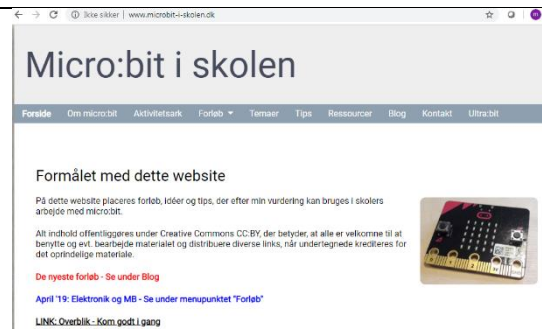 Ikke sikker | www.microbit-i-skolen.dk
Micro:bit i skolen
Forside Om micro:bit Aktivitetsark Forløb Temaer Tips Ressourcer Blog Kontakt Ultra:bit
Formålet med dette website
På dette website placeres forløb, idéer og tips, der efter min vurdering kan bruges i skolers
arbejde med micro:bit.
Alt indhold offentliggøres under Creative Commons CC:BY, der betyder, at alle er velkomne til at
benytte og evt. bearbejde materialet og distribuere diverse links, når undertegnede krediteres for
det oprindelige materiale.
De nyeste forløb - Se under Blog
April '19: Elektronik og MB - Se under menupunktet "Forløb"
LINK: Overblik - Kom godt i gang